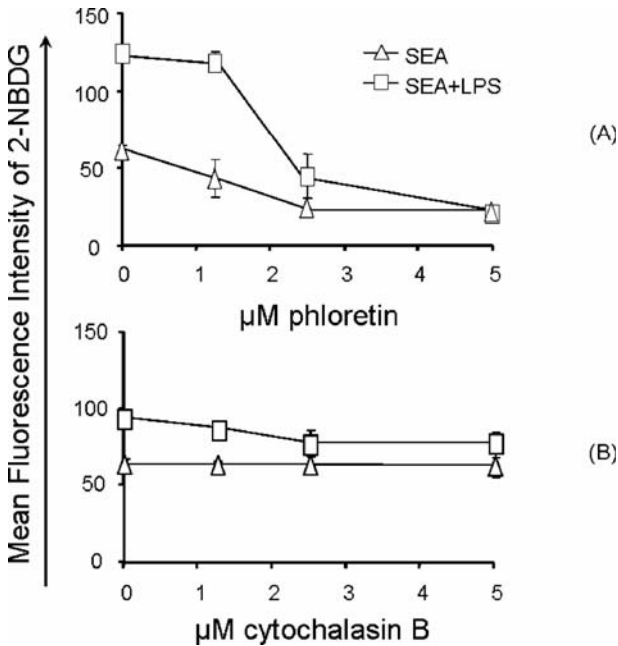 Mean Fluorescence Intensity of 2-NBDG
150
100
50
0
SEA
SEA+LPS
(A)
0 1 2 3 4 5
µM phloretin
150
100
50
0
(B)
0 1 2 3 4 5
µM cytochalasin B